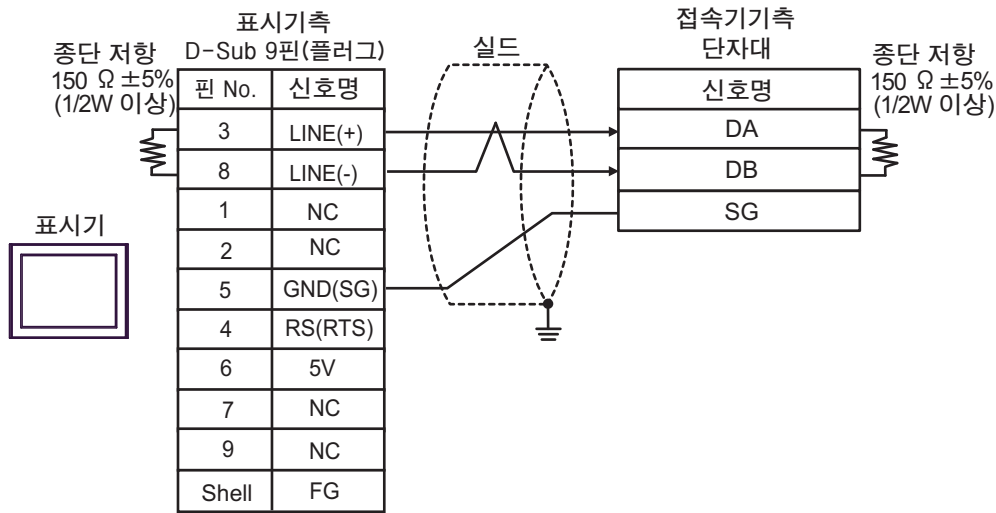 표시기측
D-Sub 9핀(플러그)
종단 저항
150 Ω ±5%
(1/2W 이상)
핀 No. 신호명
3 LINE(+)
8 LINE(-)
1 NC
2 NC
5 GND(SG)
4 RS(RTS)
6 5V
7 NC
9 NC
Shell FG
표시기
실드
접속기기측
단자대
신호명
DA
DB
SG
종단 저항
150 Ω ±5%
(1/2W 이상)